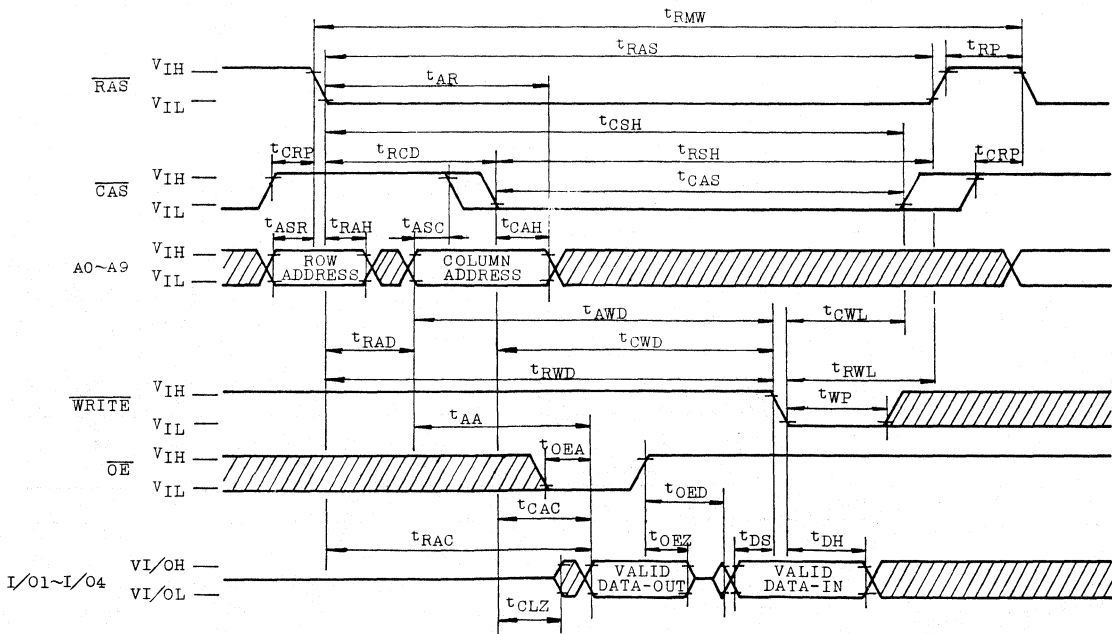 tRMW
tRAS
tRP
RAS
VIH
VIL
tAR
tCSH
tCRP
tRCD
tRSH
tCRP
CAS
VIH
VIL
tCAS
tASR
tRAH
tASC
tCAH
A0~A9
VIH
VIL
ROW
ADDRESS
COLUMN
ADDRESS
tAWD
tCWL
tRAD
tCWD
tRWD
tRWL
WRITE
VIH
VIL
tWP
tAA
OE
VIH
VIL
tOEA
tOED
tCAC
tRAC
tOEZ
tDS
tDH
I/O1~I/O4
VI/OH
VI/OL
VALID
DATA-OUT
VALID
DATA-IN
tCLZ